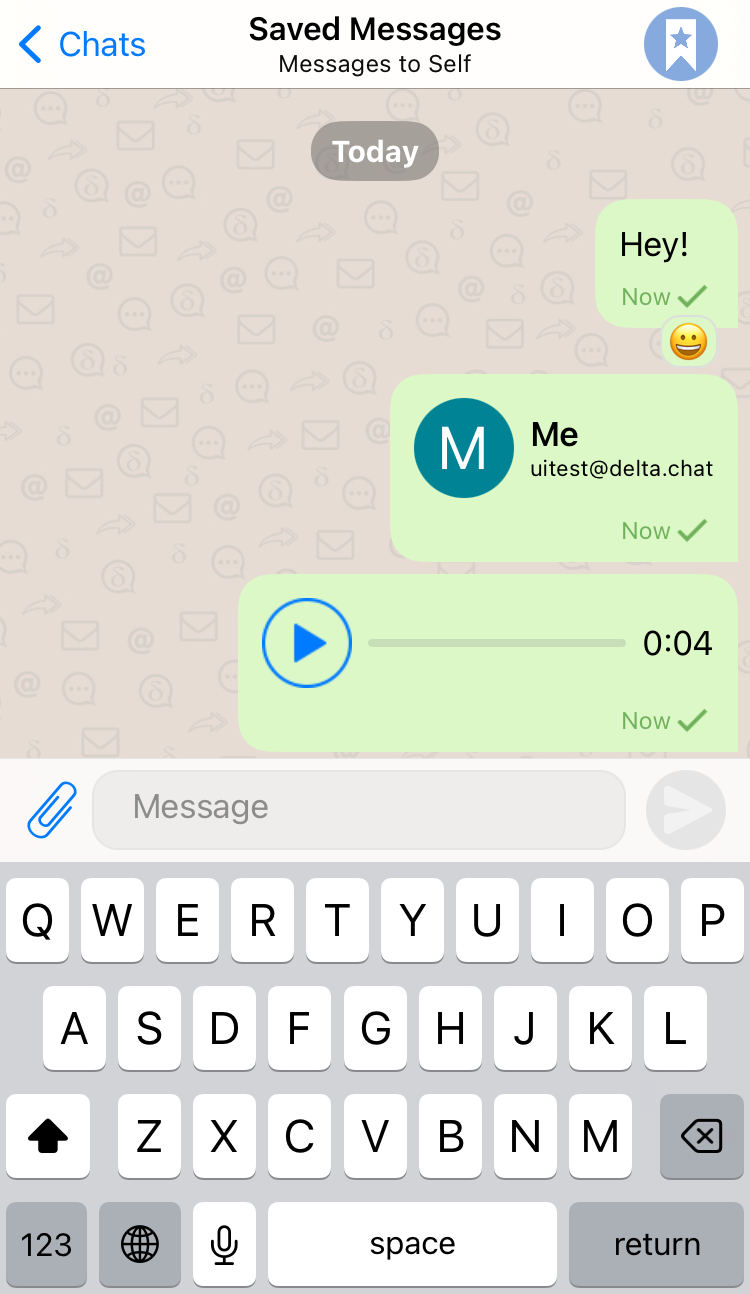 Chats
Saved Messages
Messages to Self
Today
Hey!
Now
😀
M
Me
uitest@delta.chat
Now
0:04
Now
Message
Q W E R T Y U I O P
A S D F G H J K L
Z X C V B N M
123 space return